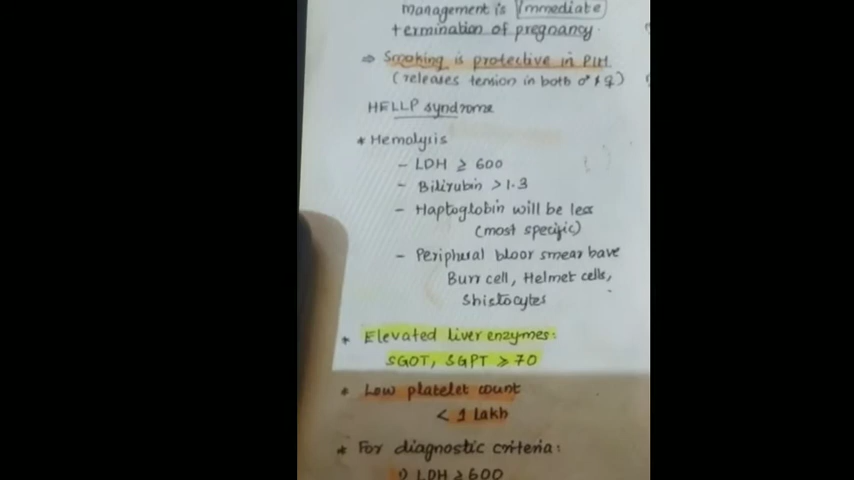 management is Immediate
termination of pregnancy.
⇒ Smoking is protective in PIH
(releases tension in both ♂ & ♀)
HELLP syndrome
* Hemolysis
- LDH ≥ 600
- Bilirubin > 1.3
- Haptoglobin will be less
(most specific)
- Peripheral bloor smear bave
Burr cell, Helmet cells,
Shistocytes
* Elevated liver enzymes:
SGOT, SGPT ≥ 70
* Low platelet count
< 1 lakh
* For diagnostic criteria:
1) LDH ≥ 600